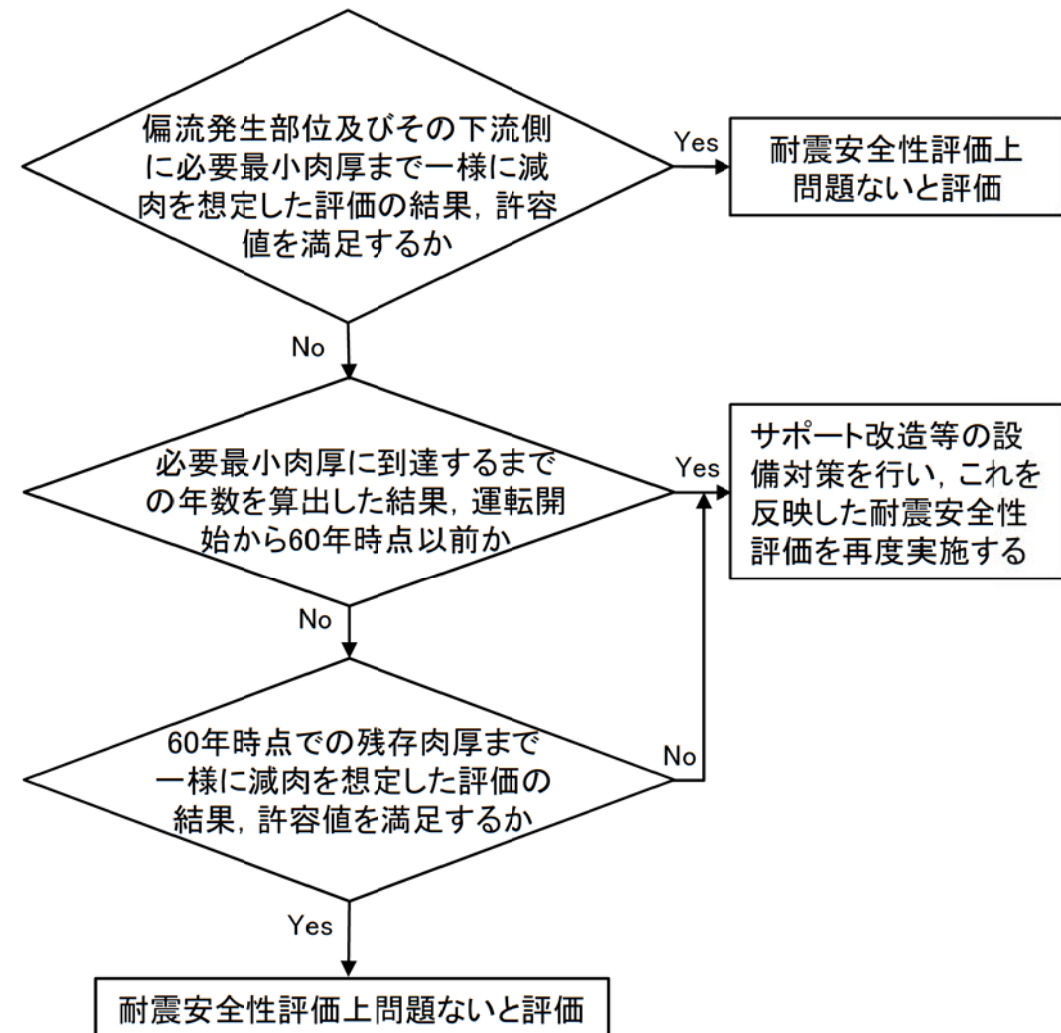 偏流発生部位及びその下流側
に必要最小肉厚まで一様に減
肉を想定した評価の結果，許容
値を満足するか
Yes
耐震安全性評価上
問題ないと評価
No
必要最小肉厚に到達するまで
の年数を算出した結果，運転開
始から60年時点以前か
Yes
サポート改造等の設
備対策を行い，これを
反映した耐震安全性
評価を再度実施する
No
60年時点での残存肉厚まで
一様に減肉を想定した評価の
結果，許容値を満足するか
No
Yes
耐震安全性評価上問題ないと評価